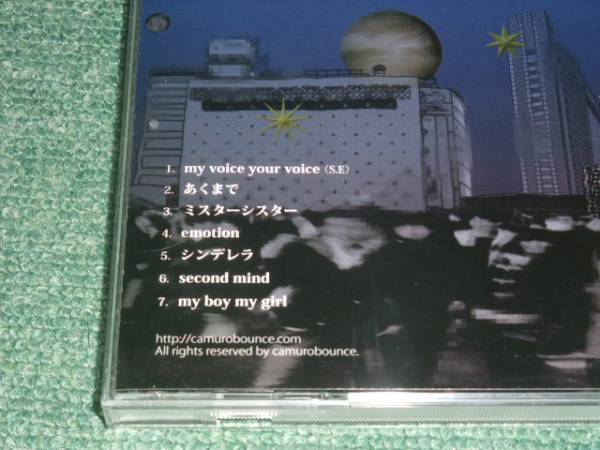 1. my voice your voice (S.E)
2. あくまで
3. ミスターシスター
4. emotion
5. シンデレラ
6. second mind
7. my boy my girl
http://camurobounce.com
All rights reserved by camurobounce.